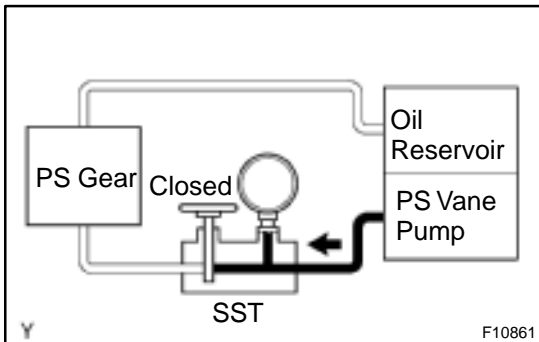 Oil
Reservoir
PS Gear
Closed
PS Vane
Pump
SST
Y
F10861